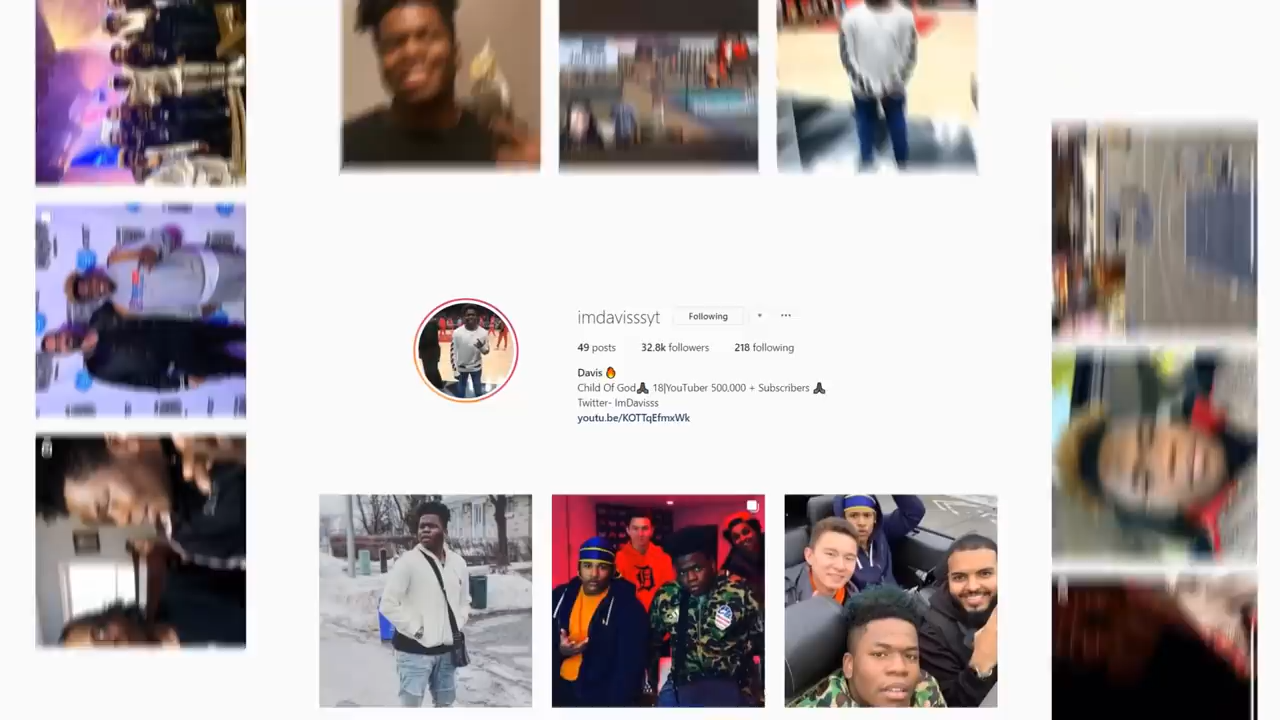 imdavisssyt Following
49 posts 32.8k followers 218 following
Davis 🔥
Child Of God🙏🏿 18|YouTuber 500,000 + Subscribers 🙏🏿
Twitter- ImDavisss
youtu.be/KOTTqEfmxWk